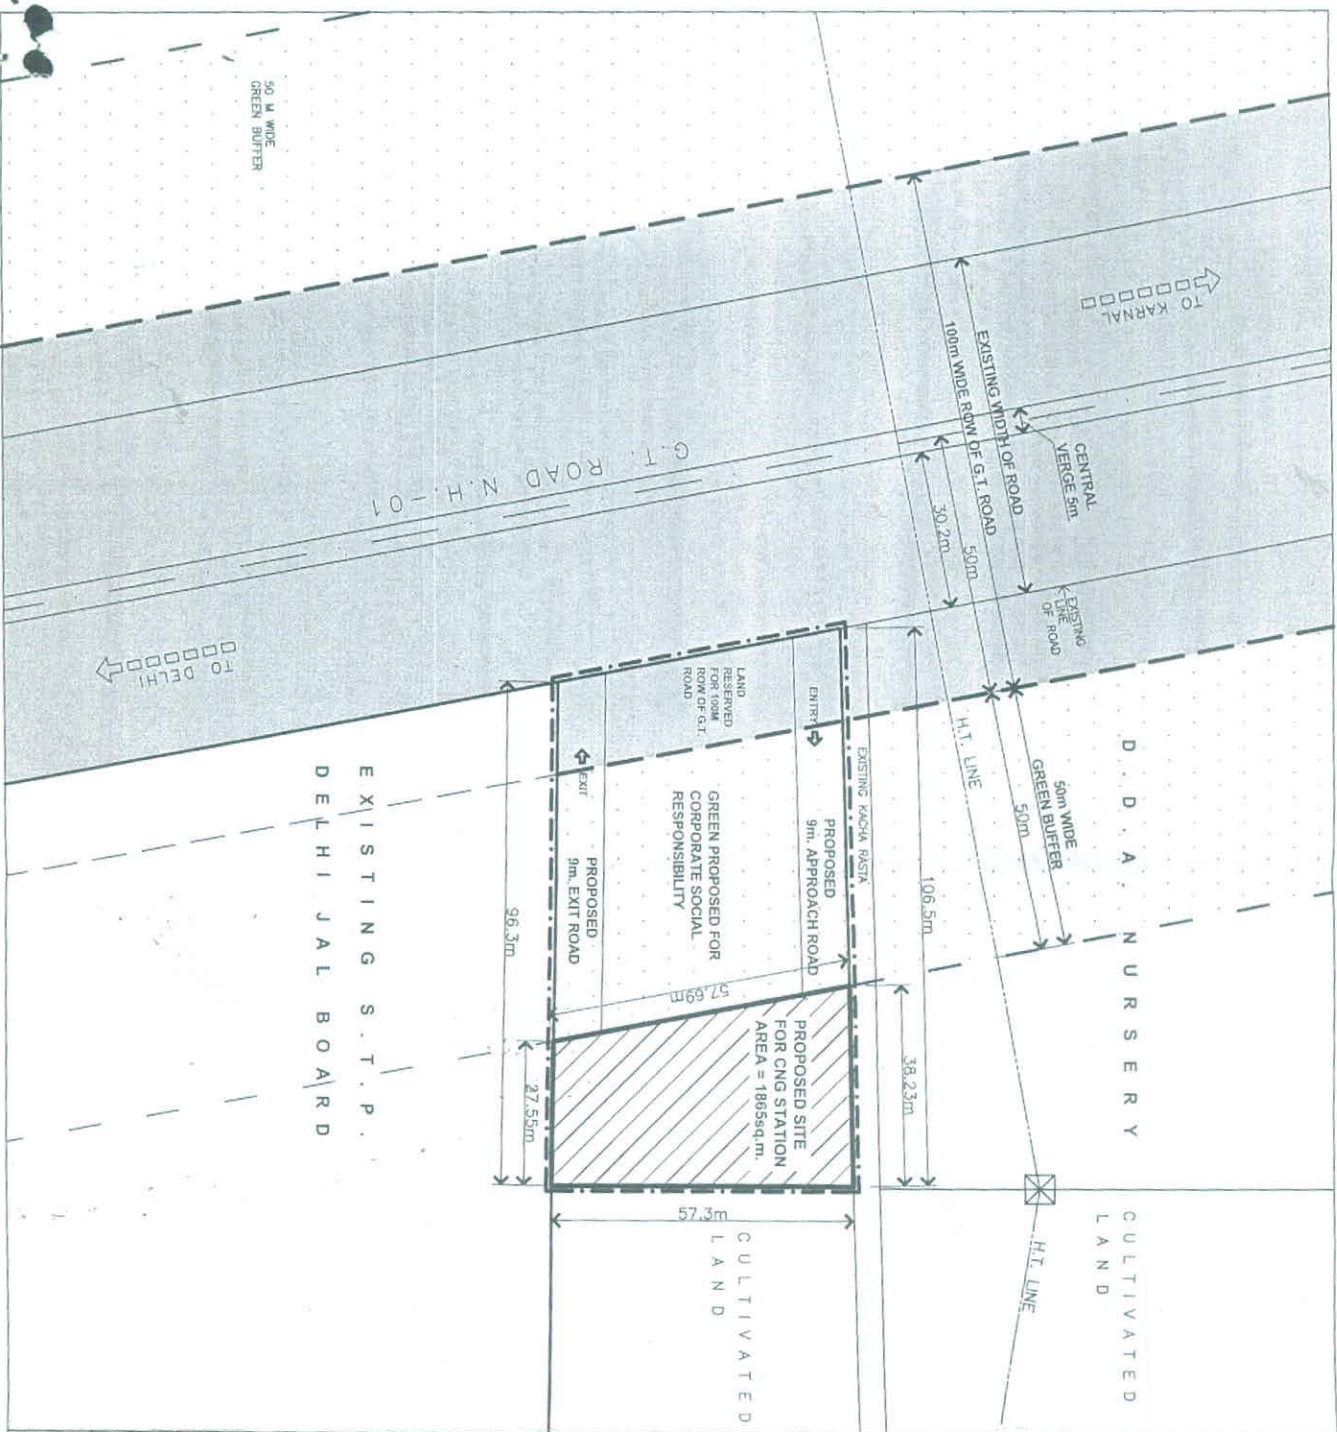 50 M WIDE
GREEN BUFFER
TO KARNAL
EXISTING WIDTH OF ROAD
100m WIDE ROW OF G.T. ROAD
CENTRAL
VERGE 5m
30.2m
50m
G.T. ROAD N.H.-01
EXISTING
LINE
OF ROAD
TO DELHI
LAND
RESERVED
FOR 100M
ROW OF G.T.
ROAD
ENTRY
EXIT
EXISTING KACHA RASTA
H.T. LINE
50m WIDE
GREEN BUFFER
50m
D.D.A. NURSERY
PROPOSED
9m. APPROACH ROAD
GREEN PROPOSED FOR
CORPORATE SOCIAL
RESPONSIBILITY
PROPOSED
9m. EXIT ROAD
106.5m
96.3m
57.69m
EXISTING S.T.P.
DELHI JAL BOARD
PROPOSED SITE
FOR CNG STATION
AREA = 1865sq.m.
38.23m
27.55m
57.3m
CULTIVATED
LAND
H.T. LINE
CULTIVATED
LAND